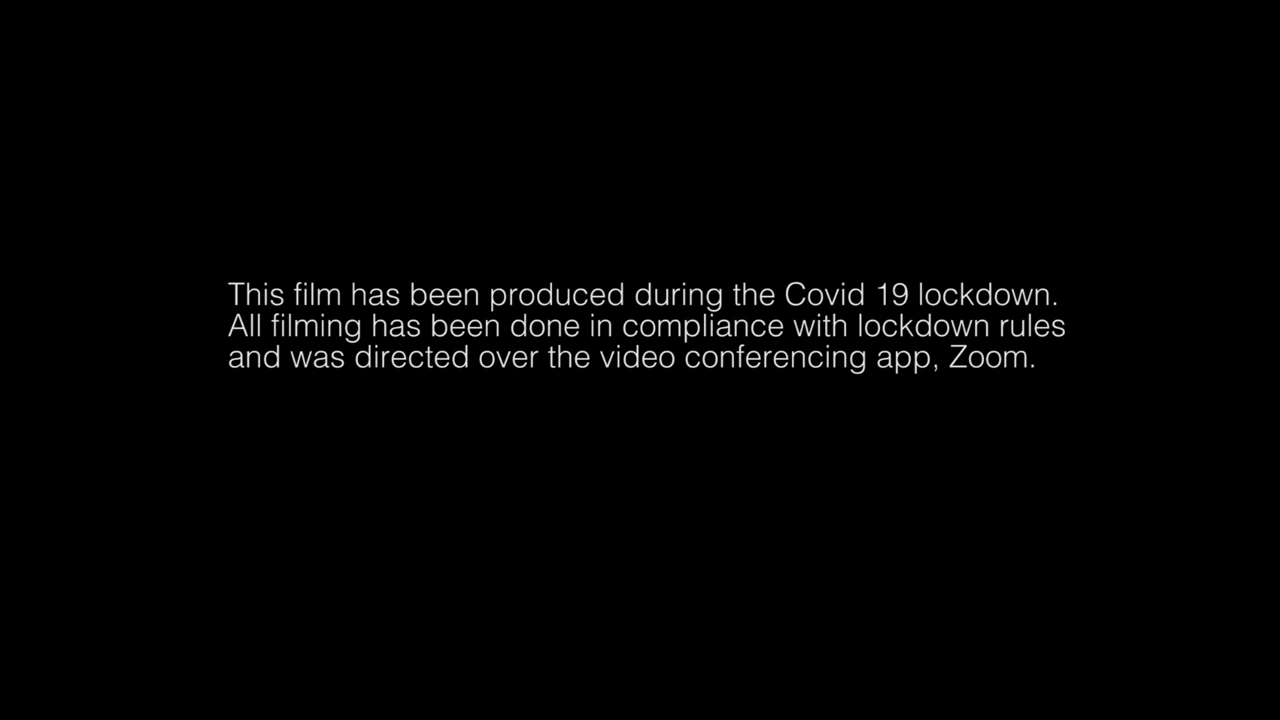 This film has been produced during the Covid 19 lockdown.
All filming has been done in compliance with lockdown rules
and was directed over the video conferencing app, Zoom.